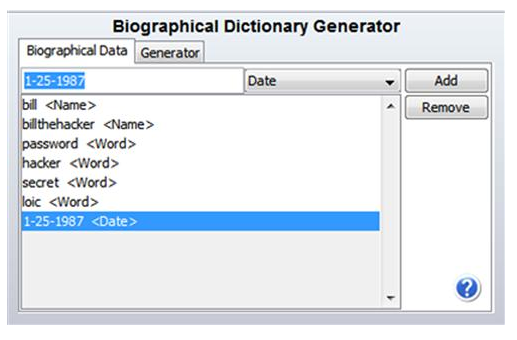 Biographical Dictionary Generator
Biographical Data Generator
1-25-1987 Date Add
Remove
bill <Name>
billthehacker <Name>
password <Word>
hacker <Word>
secret <Word>
loic <Word>
1-25-1987 <Date>
?